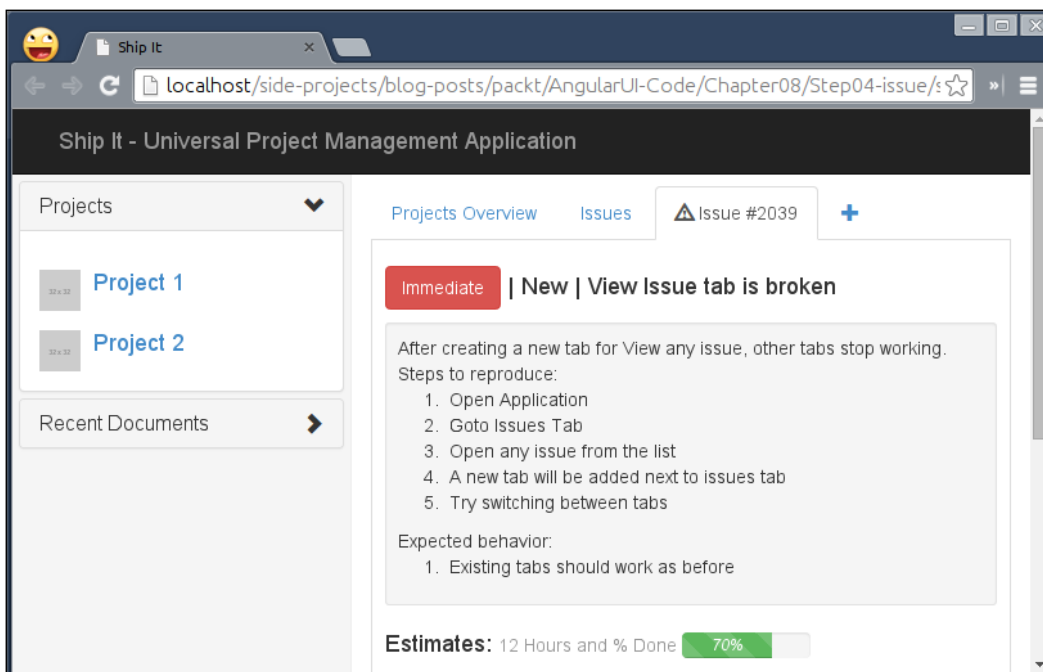 Ship It
localhost/side-projects/blog-posts/packt/AngularUI-Code/Chapter08/Step04-issue/
Ship It - Universal Project Management Application
Projects
Project 1
Project 2
Recent Documents
Projects Overview Issues Issue #2039
Immediate | New | View Issue tab is broken
After creating a new tab for View any issue, other tabs stop working.
Steps to reproduce:
1. Open Application
2. Goto Issues Tab
3. Open any issue from the list
4. A new tab will be added next to issues tab
5. Try switching between tabs
Expected behavior:
1. Existing tabs should work as before
Estimates: 12 Hours and % Done 70%